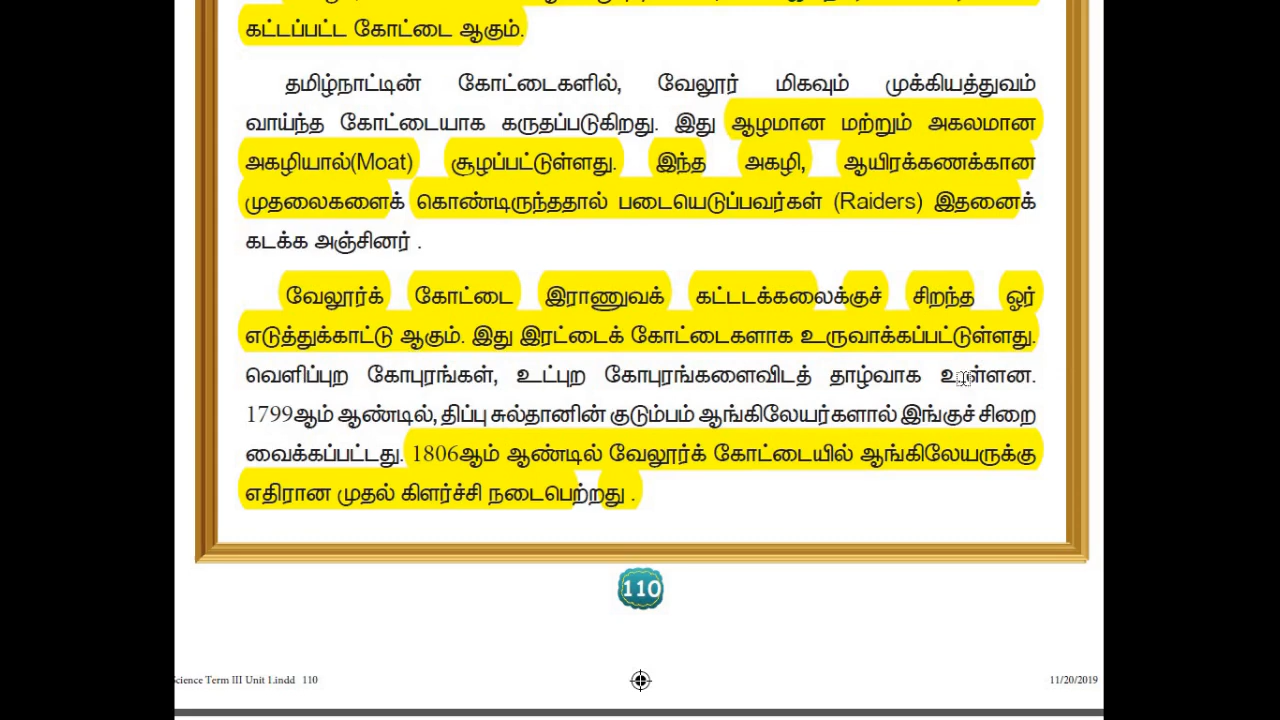 கட்டப்பட்ட கோட்டை ஆகும்.
தமிழ்நாட்டின் கோட்டைகளில், வேலூர் மிகவும் முக்கியத்துவம்
வாய்ந்த கோட்டையாக கருதப்படுகிறது. இது ஆழமான மற்றும் அகலமான
அகழியால்(Moat) சூழப்பட்டுள்ளது. இந்த அகழி, ஆயிரக்கணக்கான
முதலைகளைக் கொண்டிருந்ததால் படையெடுப்பவர்கள் (Raiders) இதனைக்
கடக்க அஞ்சினர் .
வேலூர்க் கோட்டை இராணுவக் கட்டடக்கலைக்குச் சிறந்த ஓர்
எடுத்துக்காட்டு ஆகும். இது இரட்டைக் கோட்டைகளாக உருவாக்கப்பட்டுள்ளது.
வெளிப்புற கோபுரங்கள், உட்புற கோபுரங்களைவிடத் தாழ்வாக உள்ளன.
1799ஆம் ஆண்டில், திப்பு சுல்தானின் குடும்பம் ஆங்கிலேயர்களால் இங்குச் சிறை
வைக்கப்பட்டது. 1806ஆம் ஆண்டில் வேலூர்க் கோட்டையில் ஆங்கிலேயருக்கு
எதிரான முதல் கிளர்ச்சி நடைபெற்றது .
110
Science Term III Unit 1.indd 110
11/20/2019